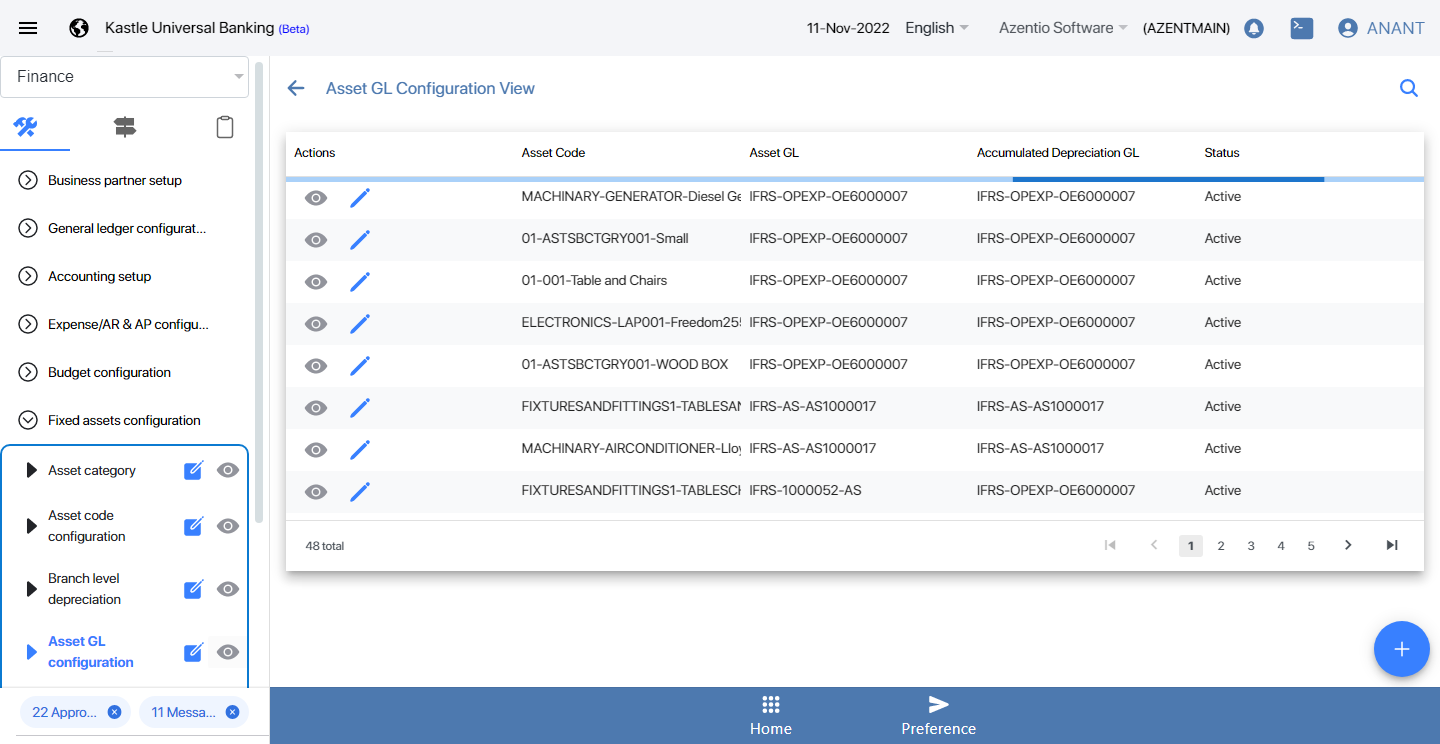 Kastle Universal Banking (Beta)
11-Nov-2022 English Azentio Software (AZENTMAIN) ANANT
Finance
Business partner setup
General ledger configurat...
Accounting setup
Expense/AR & AP configu...
Budget configuration
Fixed assets configuration
Asset category
Asset code
configuration
Branch level
depreciation
Asset GL
configuration
22 Appro... 11 Messa...
Asset GL Configuration View
Actions Asset Code Asset GL Accumulated Depreciation GL Status
MACHINARY-GENERATOR-Diesel Ge IFRS-OPEXP-OE6000007 IFRS-OPEXP-OE6000007 Active
01-ASTSBCTGRY001-Small IFRS-OPEXP-OE6000007 IFRS-OPEXP-OE6000007 Active
01-001-Table and Chairs IFRS-OPEXP-OE6000007 IFRS-OPEXP-OE6000007 Active
ELECTRONICS-LAP001-Freedom255 IFRS-OPEXP-OE6000007 IFRS-OPEXP-OE6000007 Active
01-ASTSBCTGRY001-WOOD BOX IFRS-OPEXP-OE6000007 IFRS-OPEXP-OE6000007 Active
FIXTURESANDFITTINGS1-TABLESAN IFRS-AS-AS1000017 IFRS-AS-AS1000017 Active
MACHINARY-AIRCONDITIONER-Lloy IFRS-AS-AS1000017 IFRS-AS-AS1000017 Active
FIXTURESANDFITTINGS1-TABLESCH IFRS-1000052-AS IFRS-OPEXP-OE6000007 Active
48 total 1 2 3 4 5
Home Preference